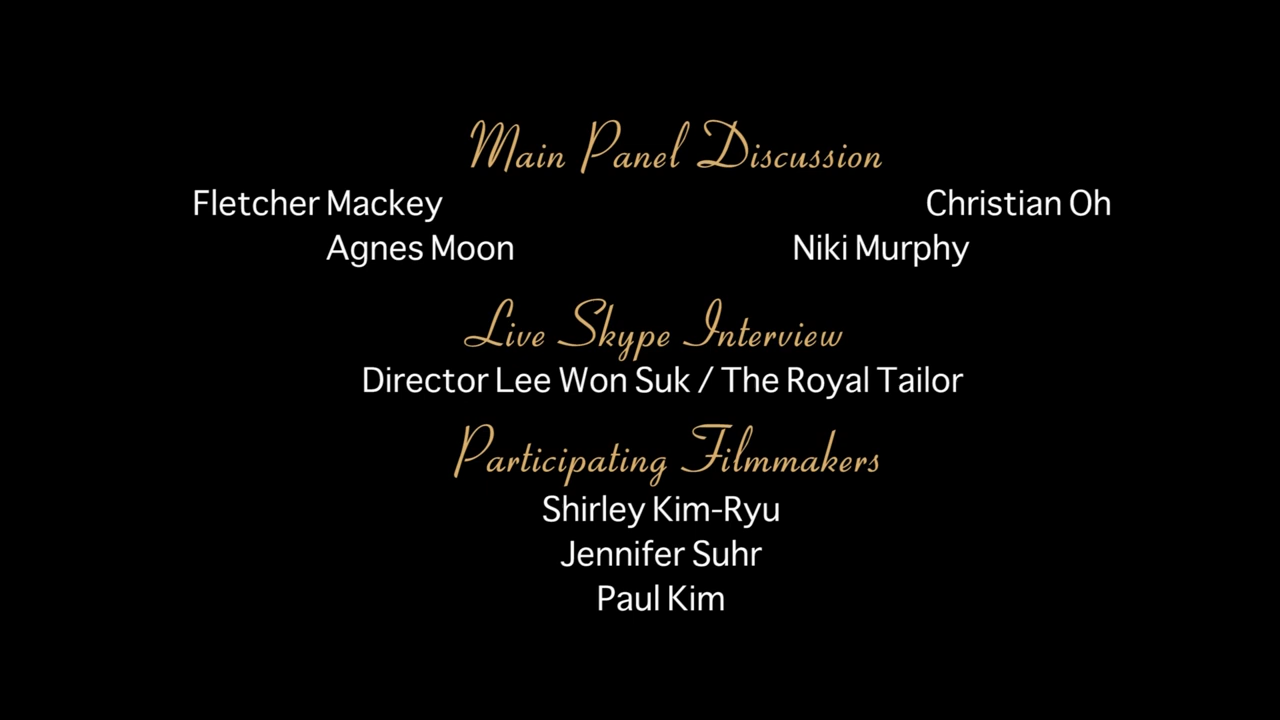 Main Panel Discussion
Fletcher Mackey Christian Oh
Agnes Moon Niki Murphy
Live Skype Interview
Director Lee Won Suk / The Royal Tailor
Participating Filmmakers
Shirley Kim-Ryu
Jennifer Suhr
Paul Kim